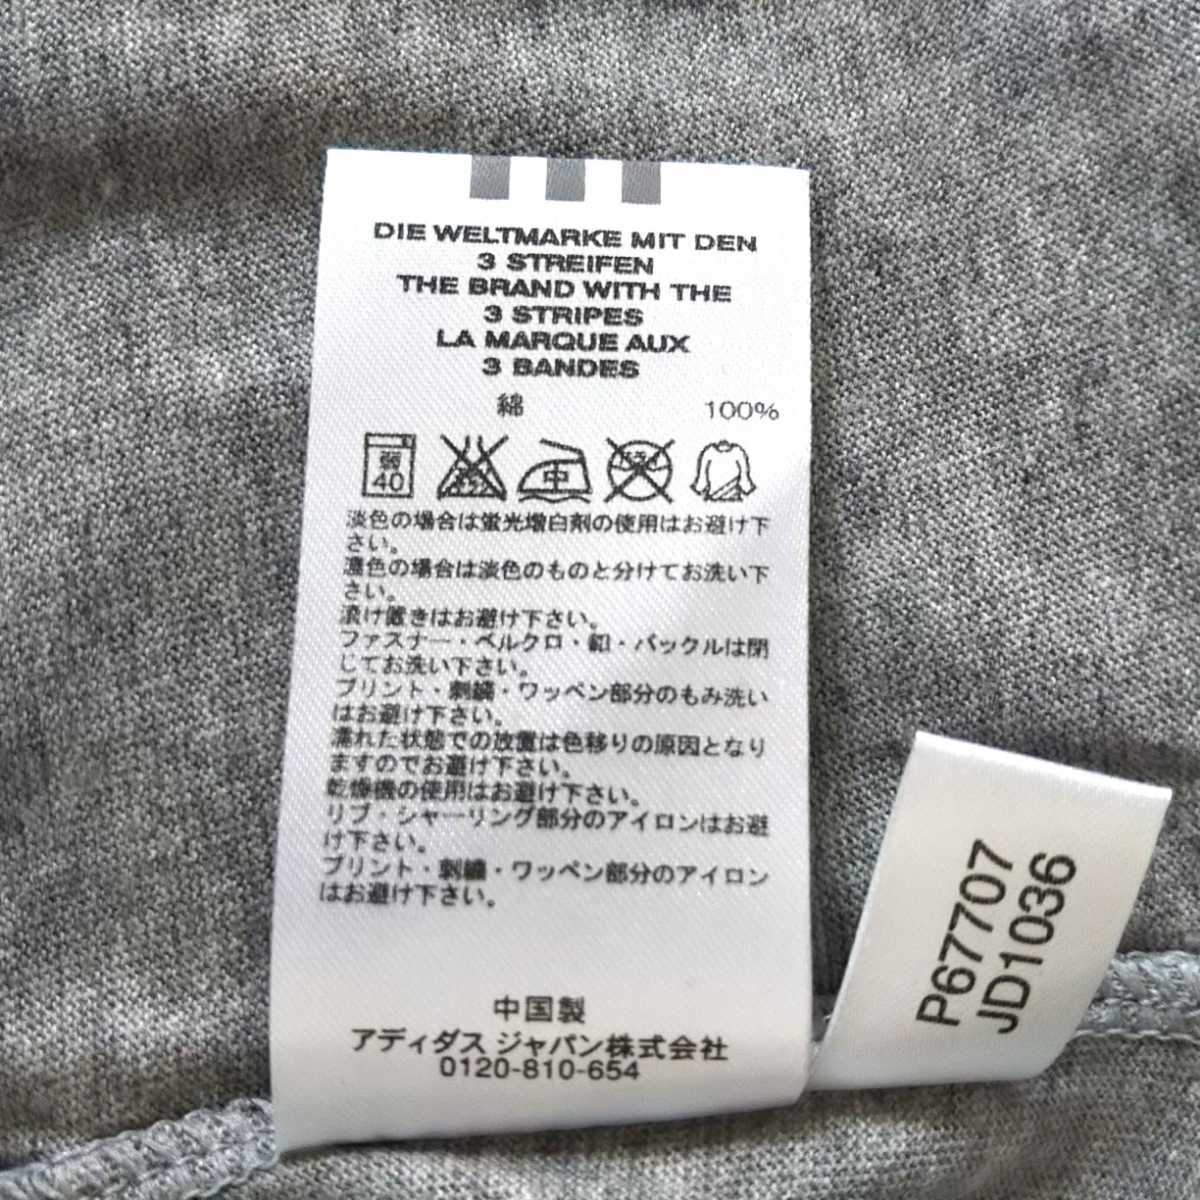 DIE WELTMARKE MIT DEN
3 STREIFEN
THE BRAND WITH THE
3 STRIPES
LA MARQUE AUX
3 BANDES
綿 100%
弱
40
中
淡色の場合は蛍光増白剤の使用はお避け下
さい。
濃色の場合は淡色のものと分けてお洗い下
さい。
漬け置きはお避け下さい。
ファスナー・ベルクロ・釦・バックルは閉
じてお洗い下さい。
プリント・刺繍・ワッペン部分のもみ洗い
はお避け下さい。
濡れた状態での放置は色移りの原因となり
ますのでお避け下さい。
乾燥機の使用はお避け下さい。
リブ・シャーリング部分のアイロンはお避
け下さい。
プリント・刺繍・ワッペン部分のアイロン
はお避け下さい。
中国製
アディダス ジャパン株式会社
0120-810-654
P67707
JD1036